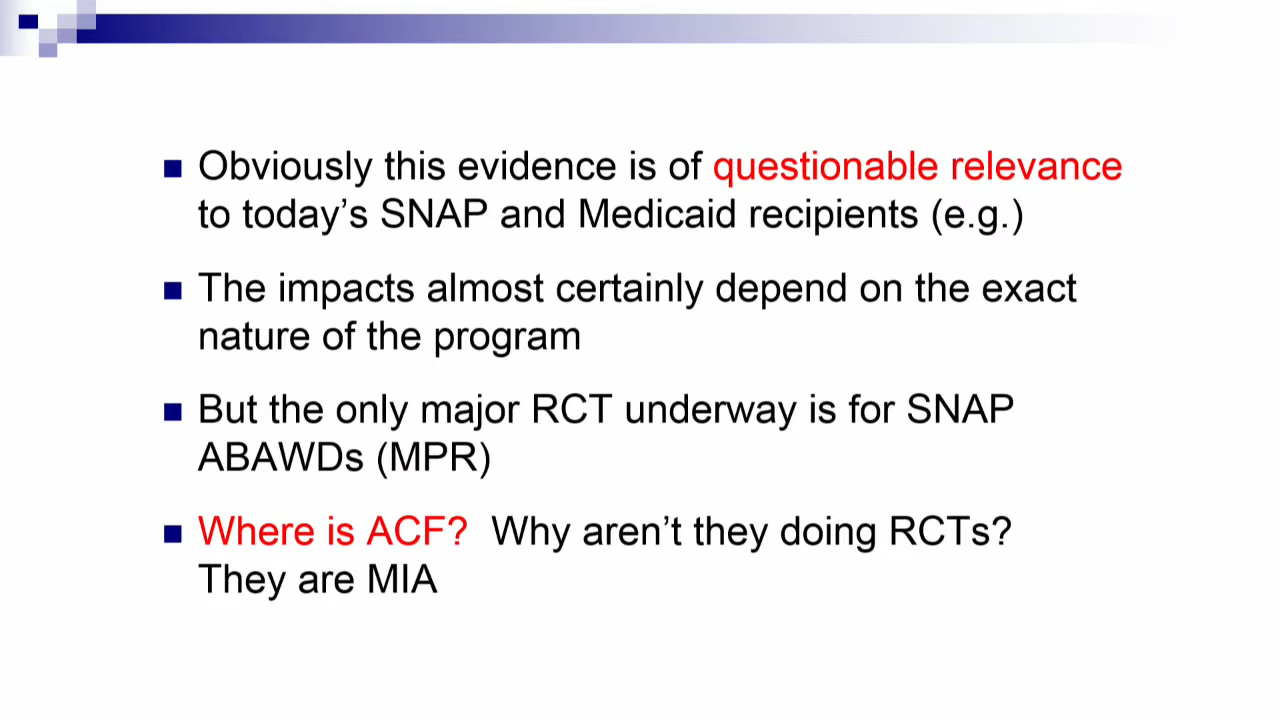 Obviously this evidence is of questionable relevance
to today’s SNAP and Medicaid recipients (e.g.)
The impacts almost certainly depend on the exact
nature of the program
But the only major RCT underway is for SNAP
ABAWDs (MPR)
Where is ACF? Why aren’t they doing RCTs?
They are MIA